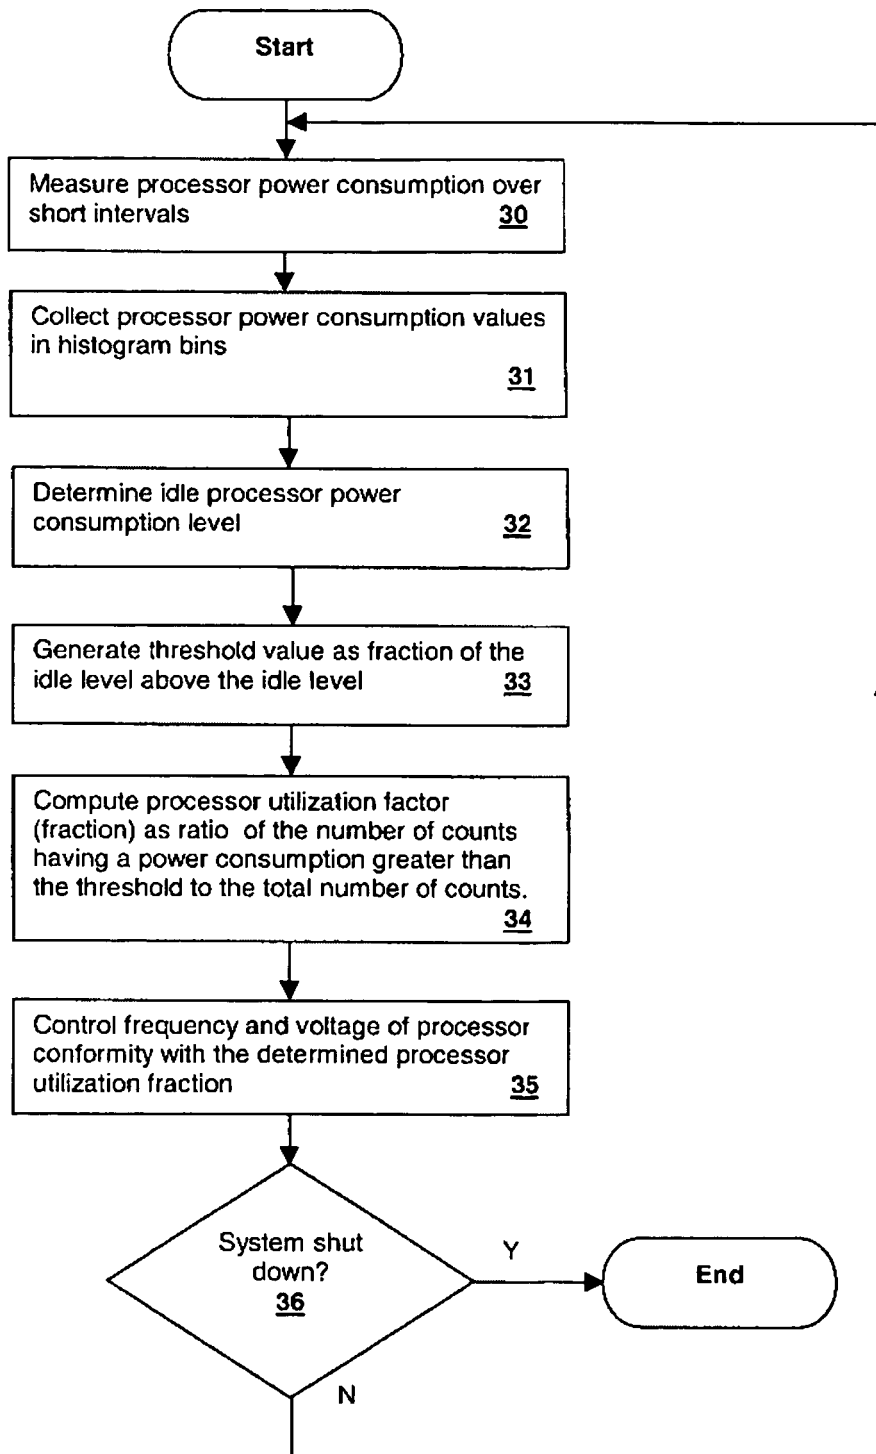 Start
Measure processor power consumption over
short intervals 30
Collect processor power consumption values
in histogram bins
31
Determine idle processor power
consumption level 32
Generate threshold value as fraction of the
idle level above the idle level 33
Compute processor utilization factor
(fraction) as ratio of the number of counts
having a power consumption greater than
the threshold to the total number of counts.
34
Control frequency and voltage of processor
conformity with the determined processor
utilization fraction 35
System shut
down?
36
Y
End
N